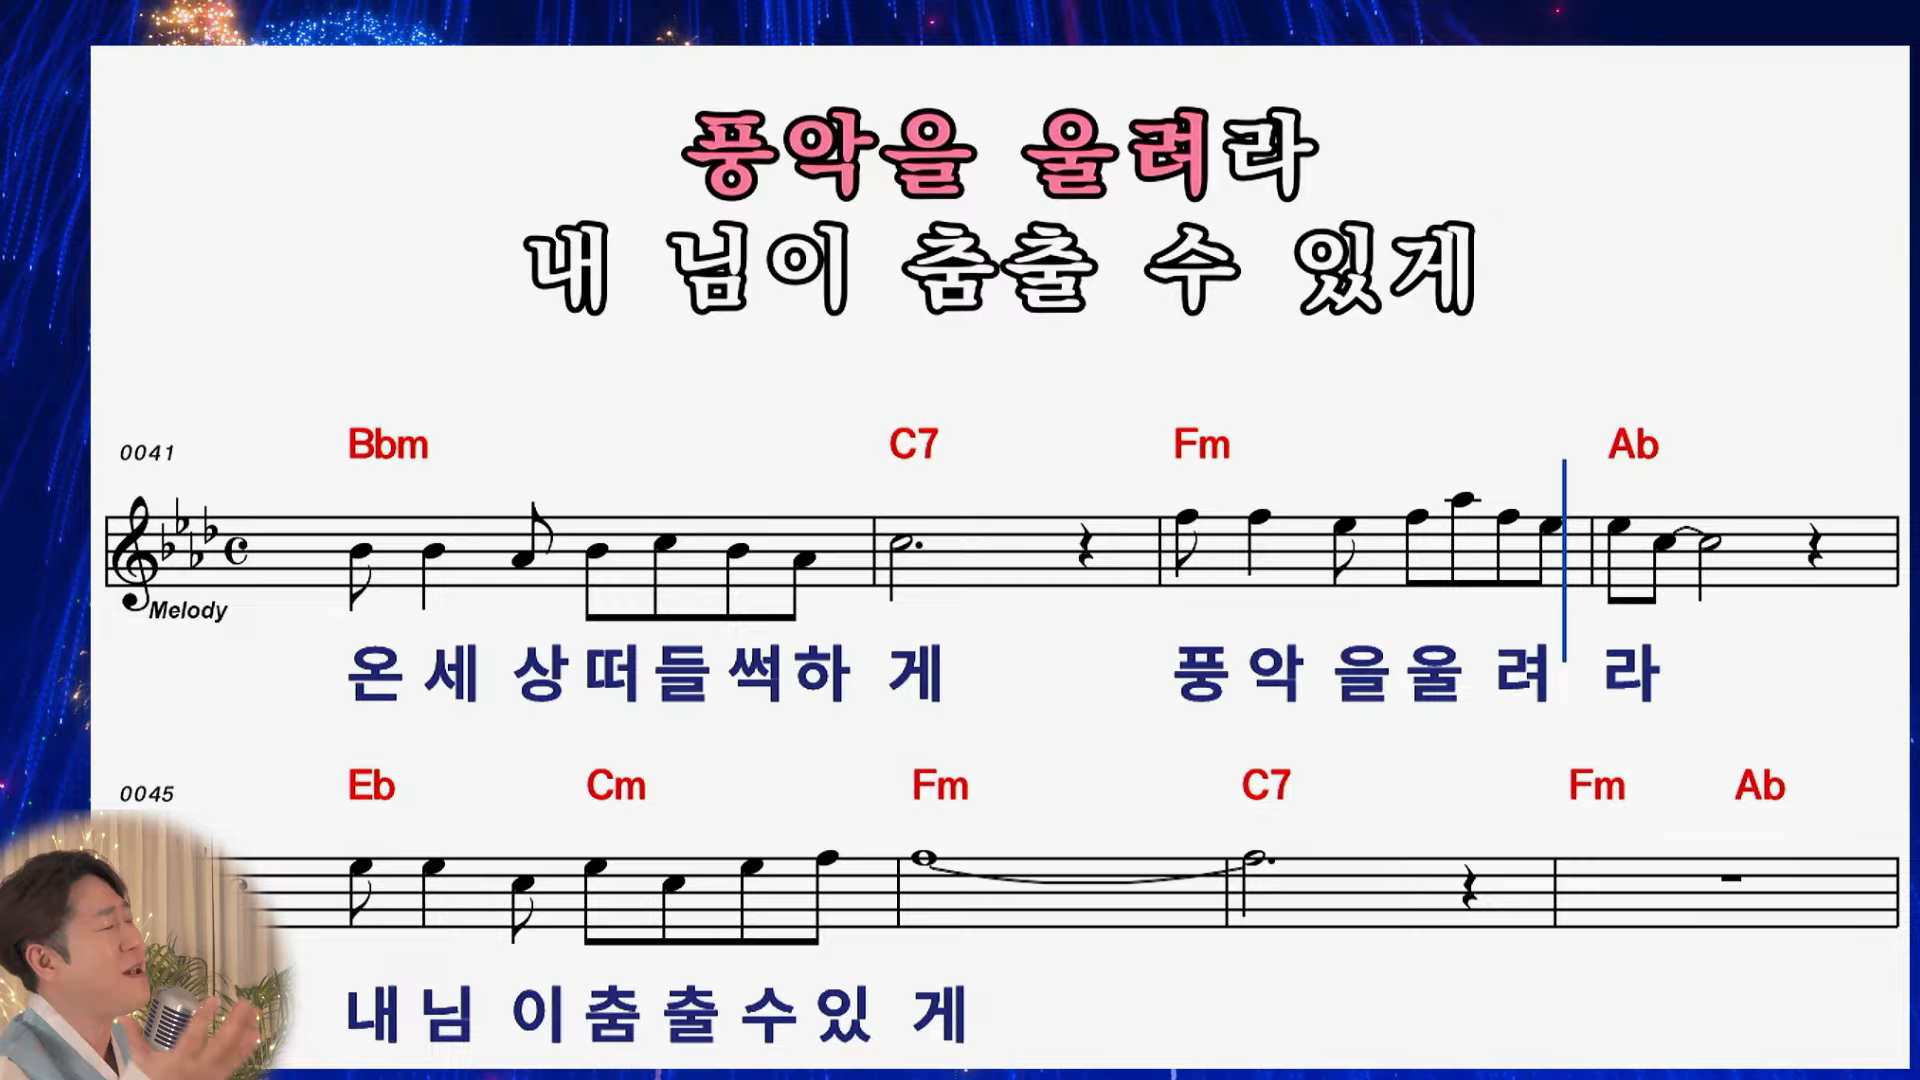 풍악을 울려라
내 님이 춤출 수 있게
0041 Bbm C7 Fm Ab
Melody
온 세 상 떠 들 썩 하 게 풍 악 을 울 려 라
0045 Eb Cm Fm C7 Fm Ab
내 님 이 춤 출 수 있 게